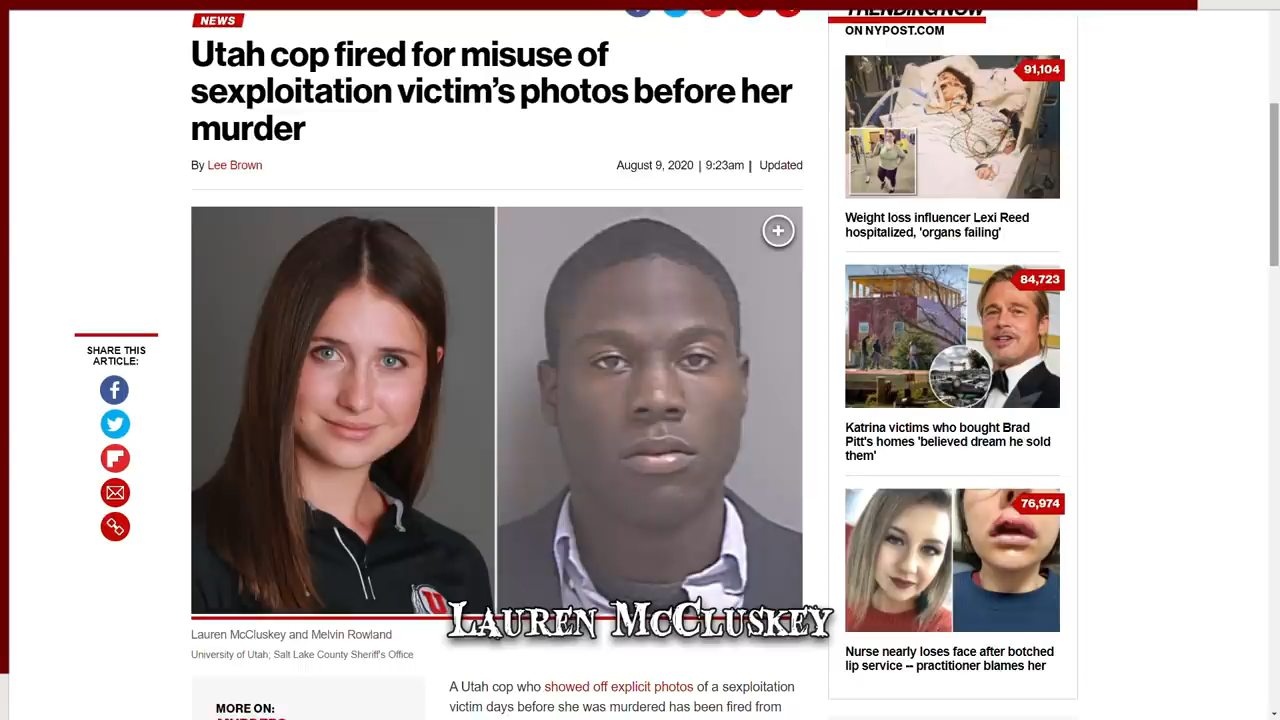 NEWS
Utah cop fired for misuse of
sexploitation victim's photos before her
murder
By Lee Brown
August 9, 2020 | 9:23am | Updated
SHARE THIS
ARTICLE:
U
LAUREN MCCLUSKEY
Lauren McCluskey and Melvin Rowland
University of Utah; Salt Lake County Sheriff's Office
MORE ON:
MURDERS
A Utah cop who showed off explicit photos of a sexploitation
victim days before she was murdered has been fired from
TRENDING NOW
ON NYPOST.COM
91,104
Weight loss influencer Lexi Reed
hospitalized, 'organs failing'
84,723
Katrina victims who bought Brad
Pitt's homes 'believed dream he sold
them'
76,974
Nurse nearly loses face after botched
lip service – practitioner blames her